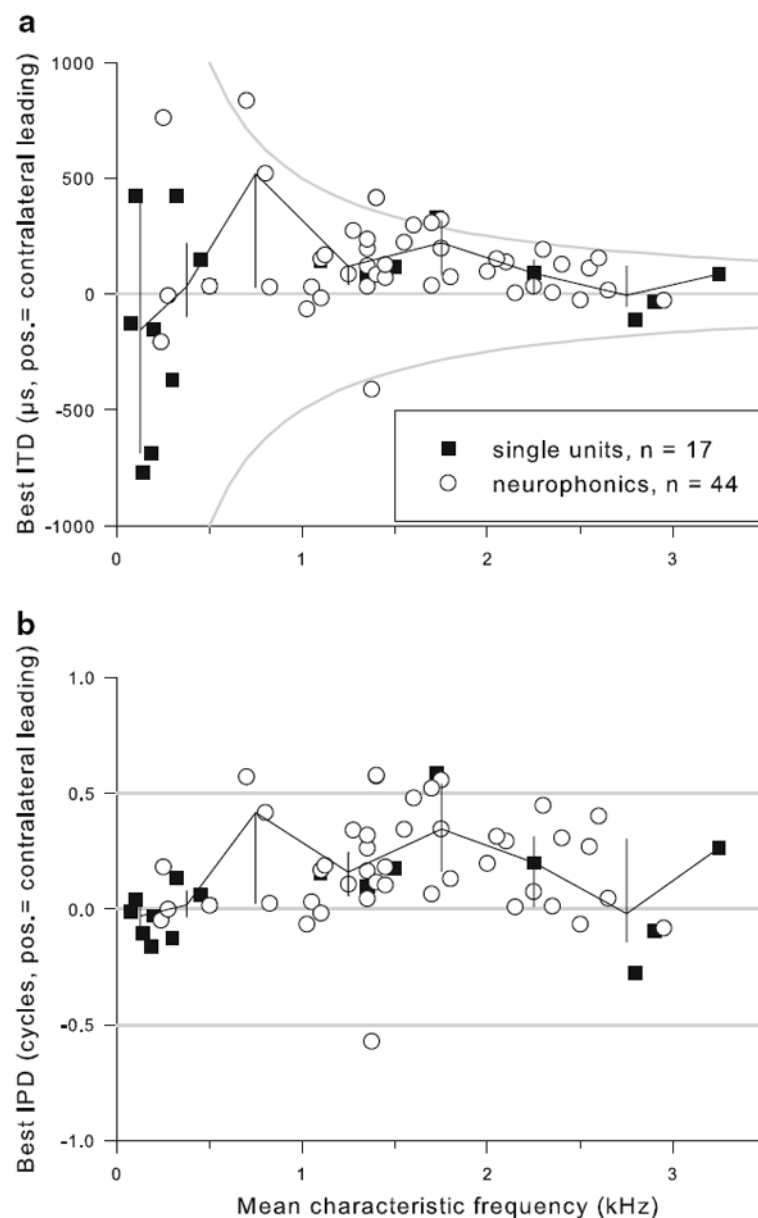 a
Best ITD (µs, pos.= contralateral leading)
1000
500
0
-500
-1000
single units, n = 17
neurophonics, n = 44
0 1 2 3
b
Best IPD (cycles, pos.= contralateral leading)
1.0
0.5
0.0
-0.5
-1.0
0 1 2 3
Mean characteristic frequency (kHz)